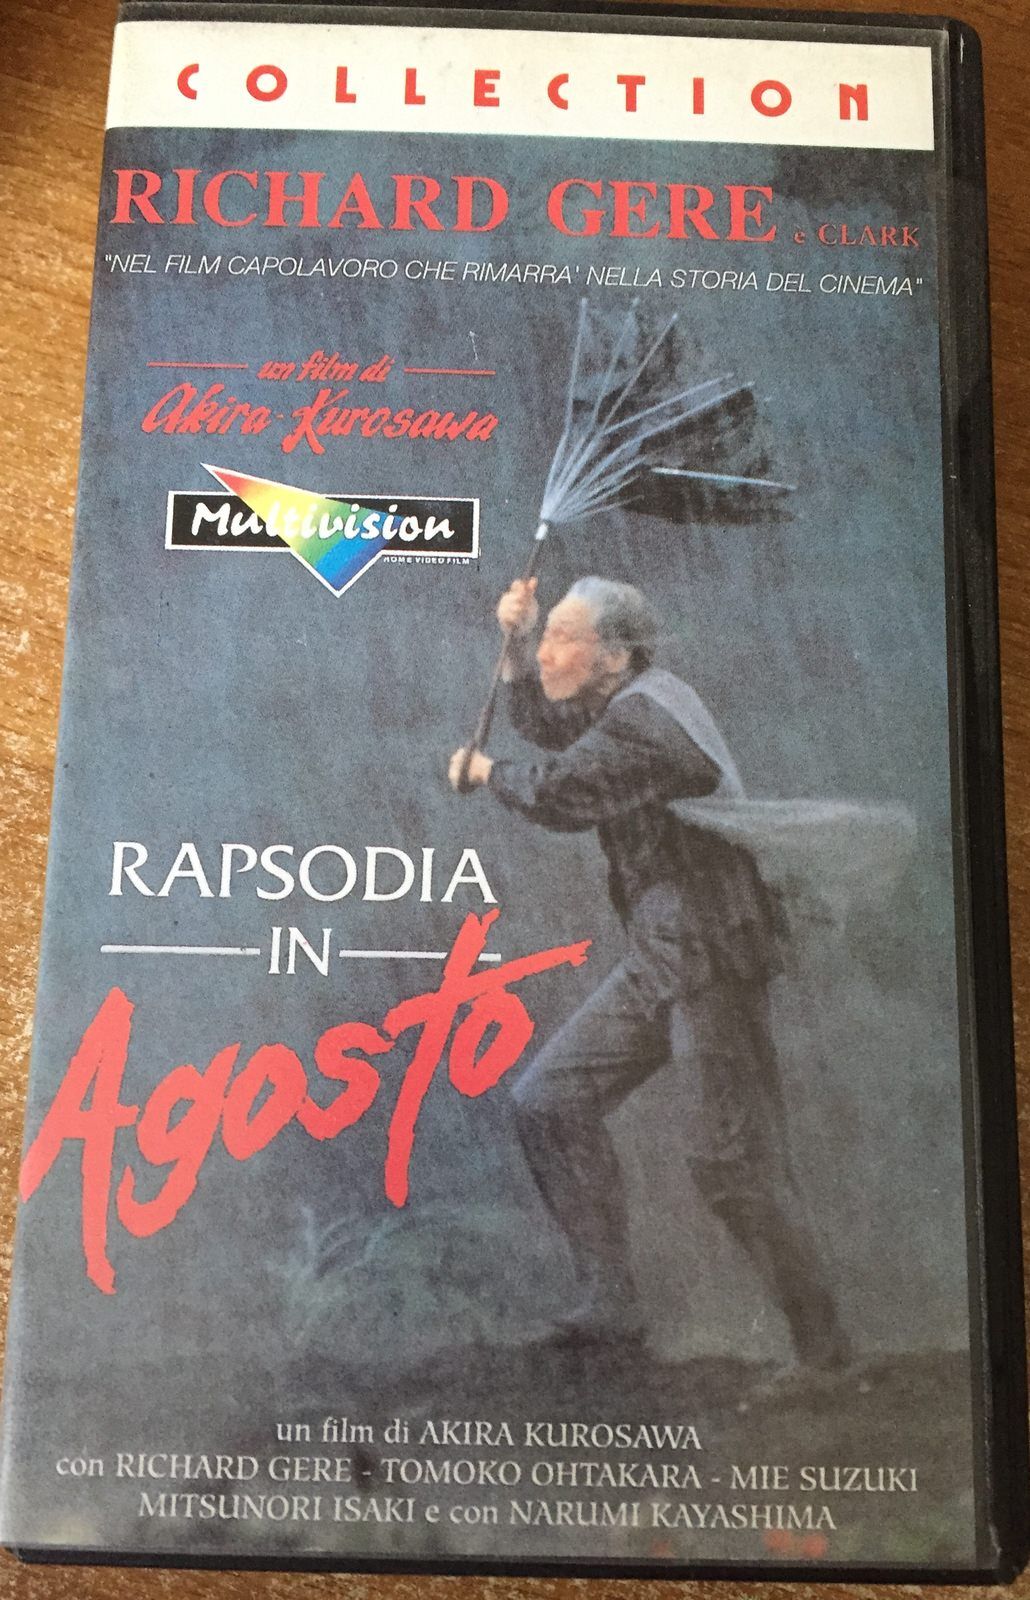 COLLECTION
RICHARD GERE e CLARK
"NEL FILM CAPOLAVORO CHE RIMARRA' NELLA STORIA DEL CINEMA"
un film di
Akira Kurosawa
Multivision
HOME VIDEO FILM
RAPSODIA
IN
Agosto
un film di AKIRA KUROSAWA
con RICHARD GERE - TOMOKO OHTAKARA - MIE SUZUKI
MITSUNORI ISAKI e con NARUMI KAYASHIMA